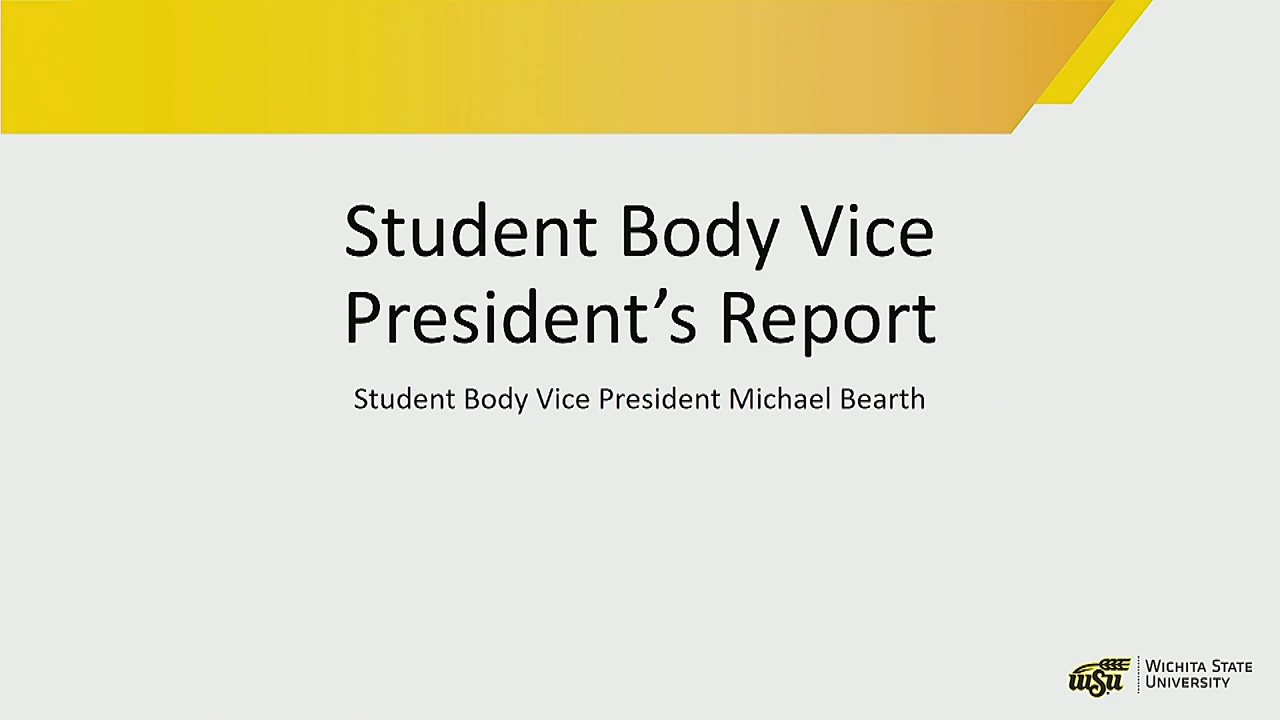 Student Body Vice
President’s Report
Student Body Vice President Michael Bearth
wsu
WICHITA STATE
UNIVERSITY